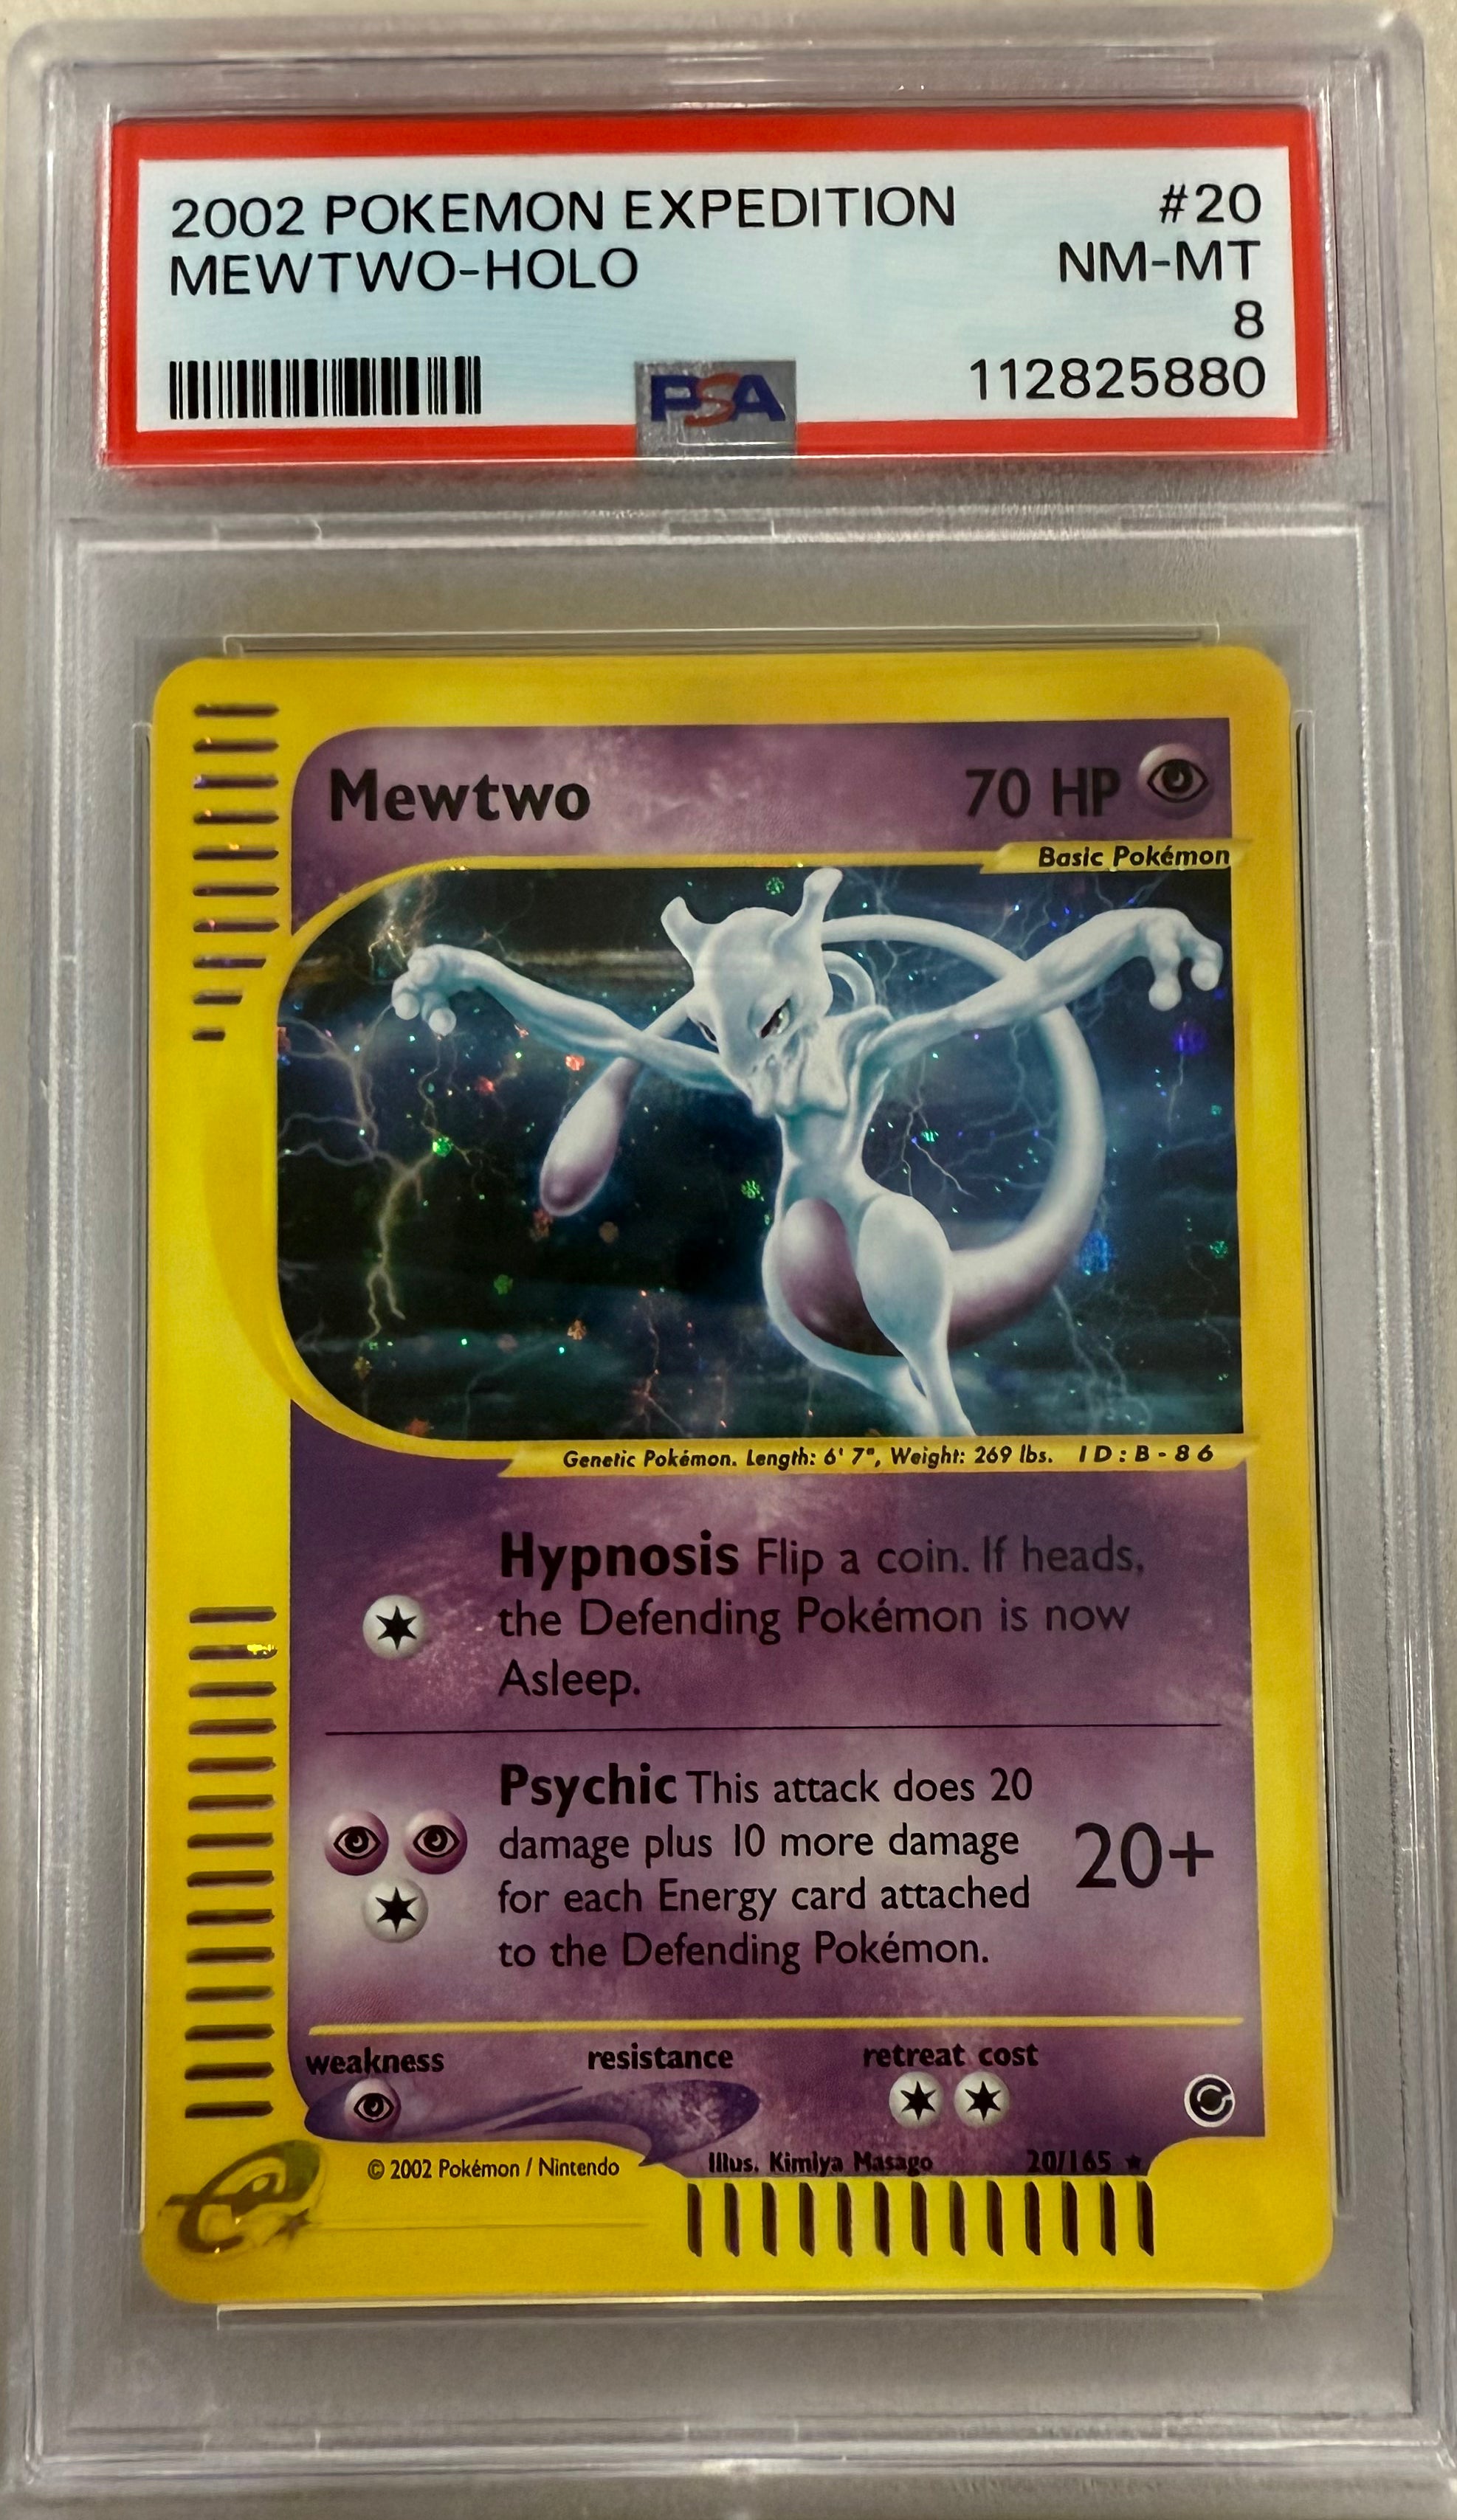 2002 POKEMON EXPEDITION #20
MEWTWO-HOLO NM-MT
8
PSA 112825880
Mewtwo 70 HP
Basic Pokémon
Genetic Pokémon. Length: 6' 7", Weight: 269 lbs. ID:B-86
Hypnosis Flip a coin. If heads,
the Defending Pokémon is now
Asleep.
Psychic This attack does 20
damage plus 10 more damage
for each Energy card attached
to the Defending Pokémon.
20+
weakness resistance retreat cost
© 2002 Pokémon / Nintendo Illus. Kimiya Masago 20/165 ★
e